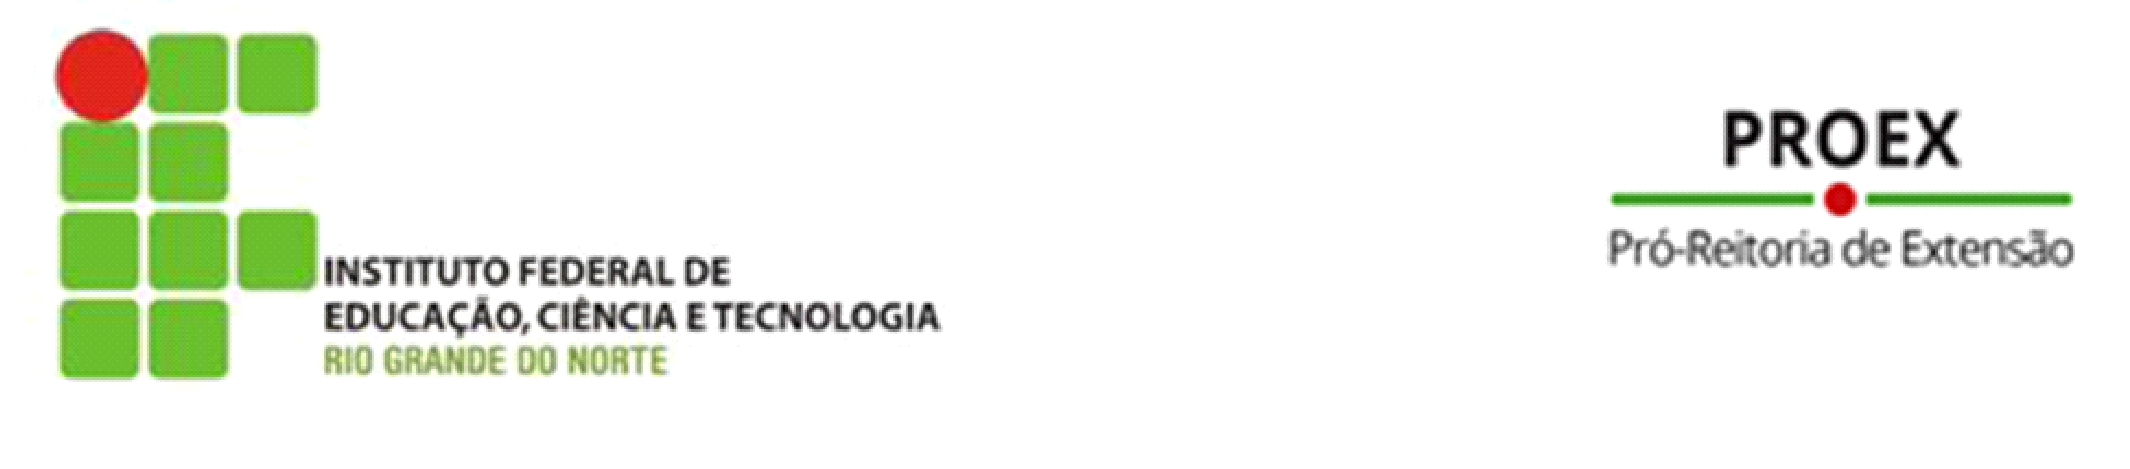 INSTITUTO FEDERAL DE
EDUCAÇÃO, CIÊNCIA E TECNOLOGIA
RIO GRANDE DO NORTE
PROEX
Pró-Reitoria de Extensão